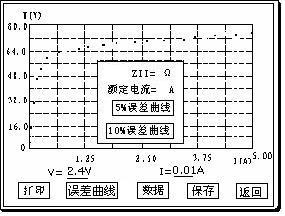 V(V)
80.0
64.0
48.0
32.0
16.0
0
ZII= Ω
额定电流= A
5%误差曲线
10%误差曲线
1.25 2.50 3.75 5.00
I(A)
V= 2.4V I=0.01A
打印 误差曲线 数据 保存 返回